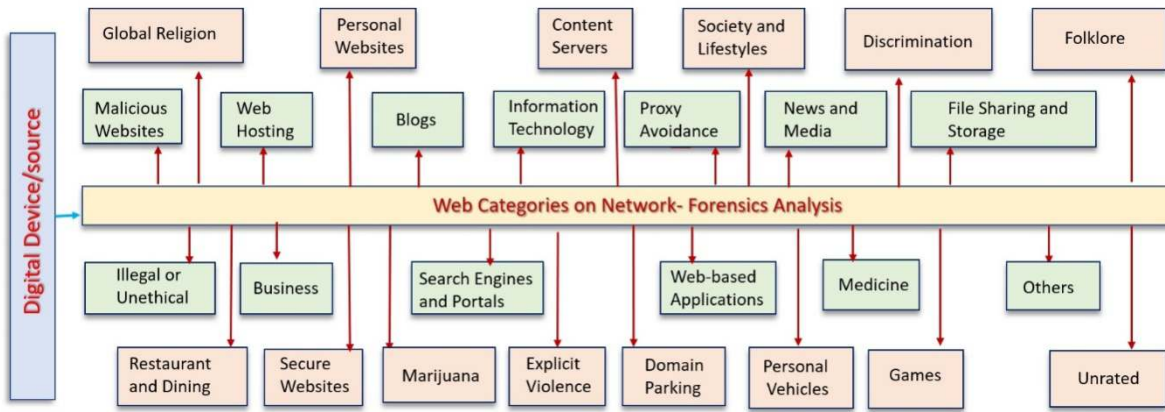 Digital Device/source
Global Religion
Personal
Websites
Content
Servers
Society and
Lifestyles
Discrimination
Folklore
Malicious
Websites
Web
Hosting
Blogs
Information
Technology
Proxy
Avoidance
News and
Media
File Sharing and
Storage
Web Categories on Network- Forensics Analysis
Illegal or
Unethical
Business
Search Engines
and Portals
Web-based
Applications
Medicine
Others
Restaurant
and Dining
Secure
Websites
Marijuana
Explicit
Violence
Domain
Parking
Personal
Vehicles
Games
Unrated